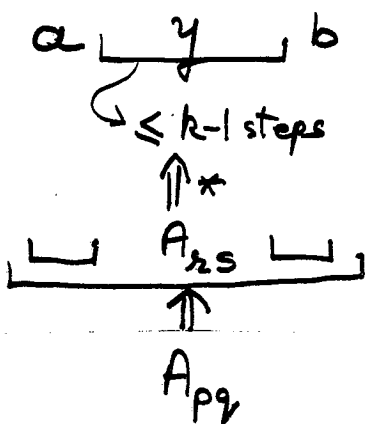 a y b
≤ k-1 steps
⇑ *
A_rs
⇑
A_pq